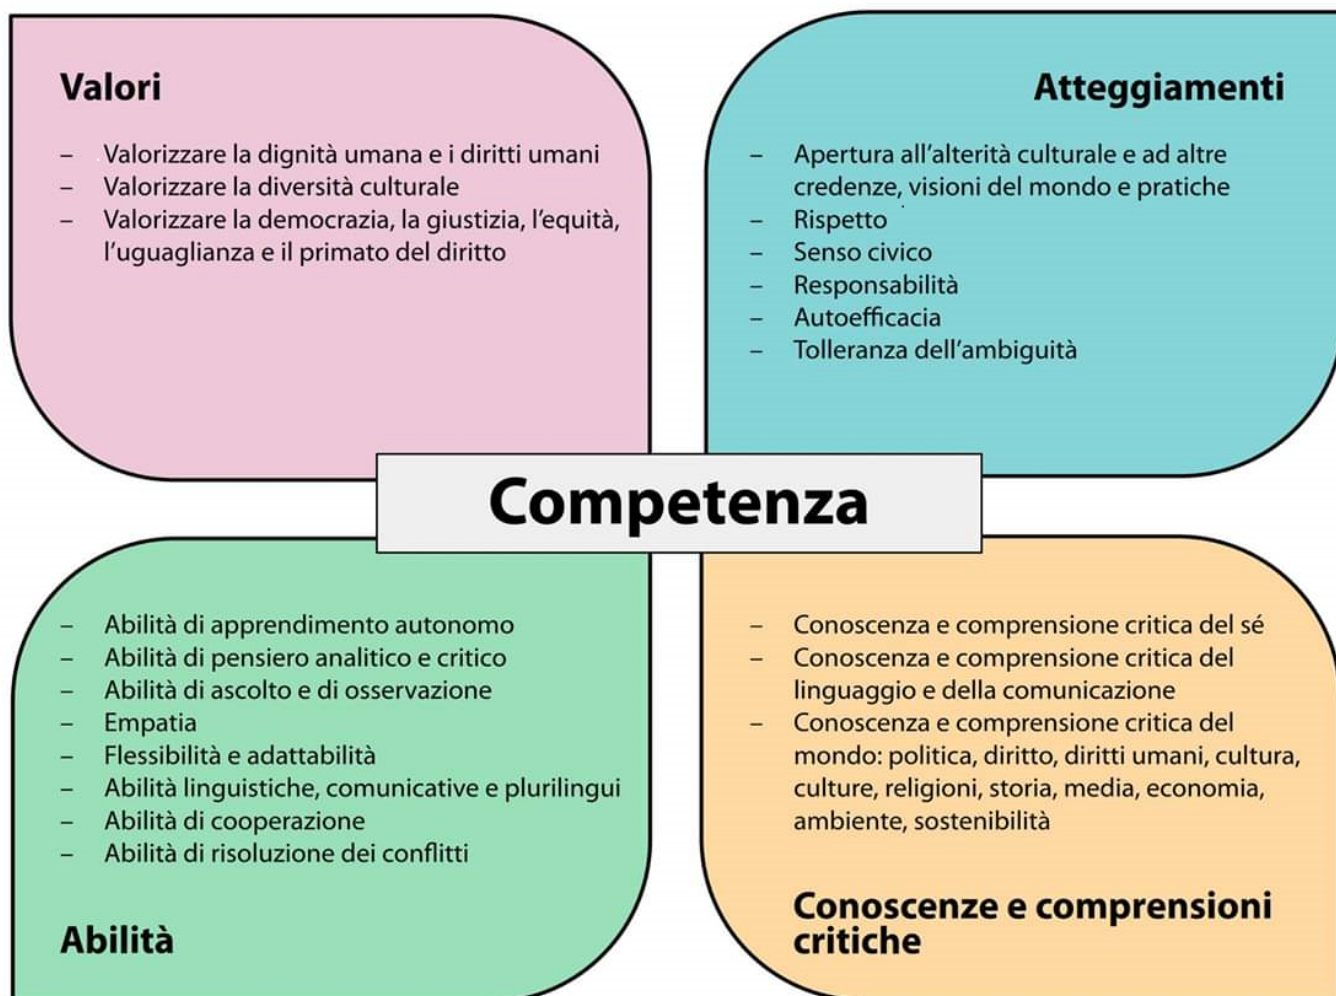 Valori
– Valorizzare la dignità umana e i diritti umani
– Valorizzare la diversità culturale
– Valorizzare la democrazia, la giustizia, l'equità,
l'uguaglianza e il primato del diritto
Atteggiamenti
– Apertura all'alterità culturale e ad altre
credenze, visioni del mondo e pratiche
– Rispetto
– Senso civico
– Responsabilità
– Autoefficacia
– Tolleranza dell'ambiguità
Competenza
– Abilità di apprendimento autonomo
– Abilità di pensiero analitico e critico
– Abilità di ascolto e di osservazione
– Empatia
– Flessibilità e adattabilità
– Abilità linguistiche, comunicative e plurilingui
– Abilità di cooperazione
– Abilità di risoluzione dei conflitti
Abilità
– Conoscenza e comprensione critica del sé
– Conoscenza e comprensione critica del
linguaggio e della comunicazione
– Conoscenza e comprensione critica del
mondo: politica, diritto, diritti umani, cultura,
culture, religioni, storia, media, economia,
ambiente, sostenibilità
Conoscenze e comprensioni
critiche